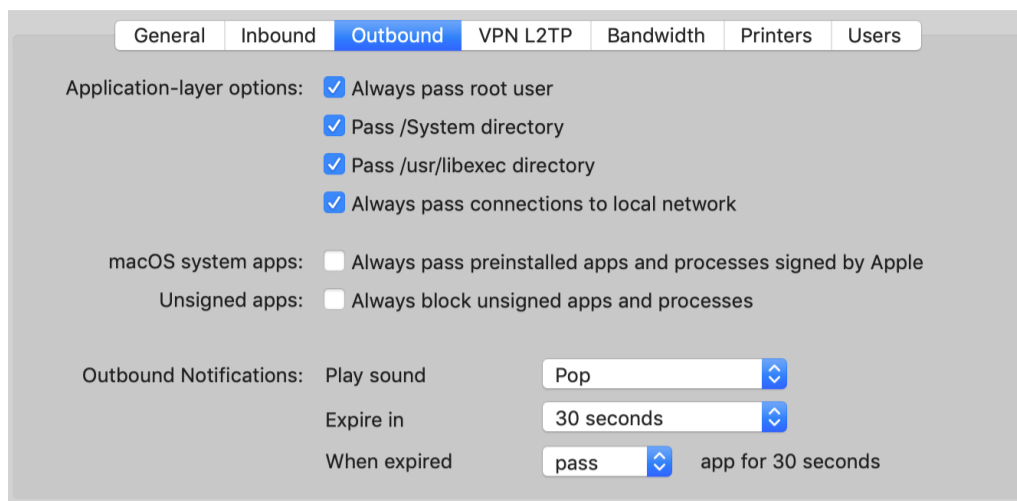 General Inbound Outbound VPN L2TP Bandwidth Printers Users
Application-layer options: Always pass root user
Pass /System directory
Pass /usr/libexec directory
Always pass connections to local network
macOS system apps: Always pass preinstalled apps and processes signed by Apple
Unsigned apps: Always block unsigned apps and processes
Outbound Notifications: Play sound Pop
Expire in 30 seconds
When expired pass app for 30 seconds